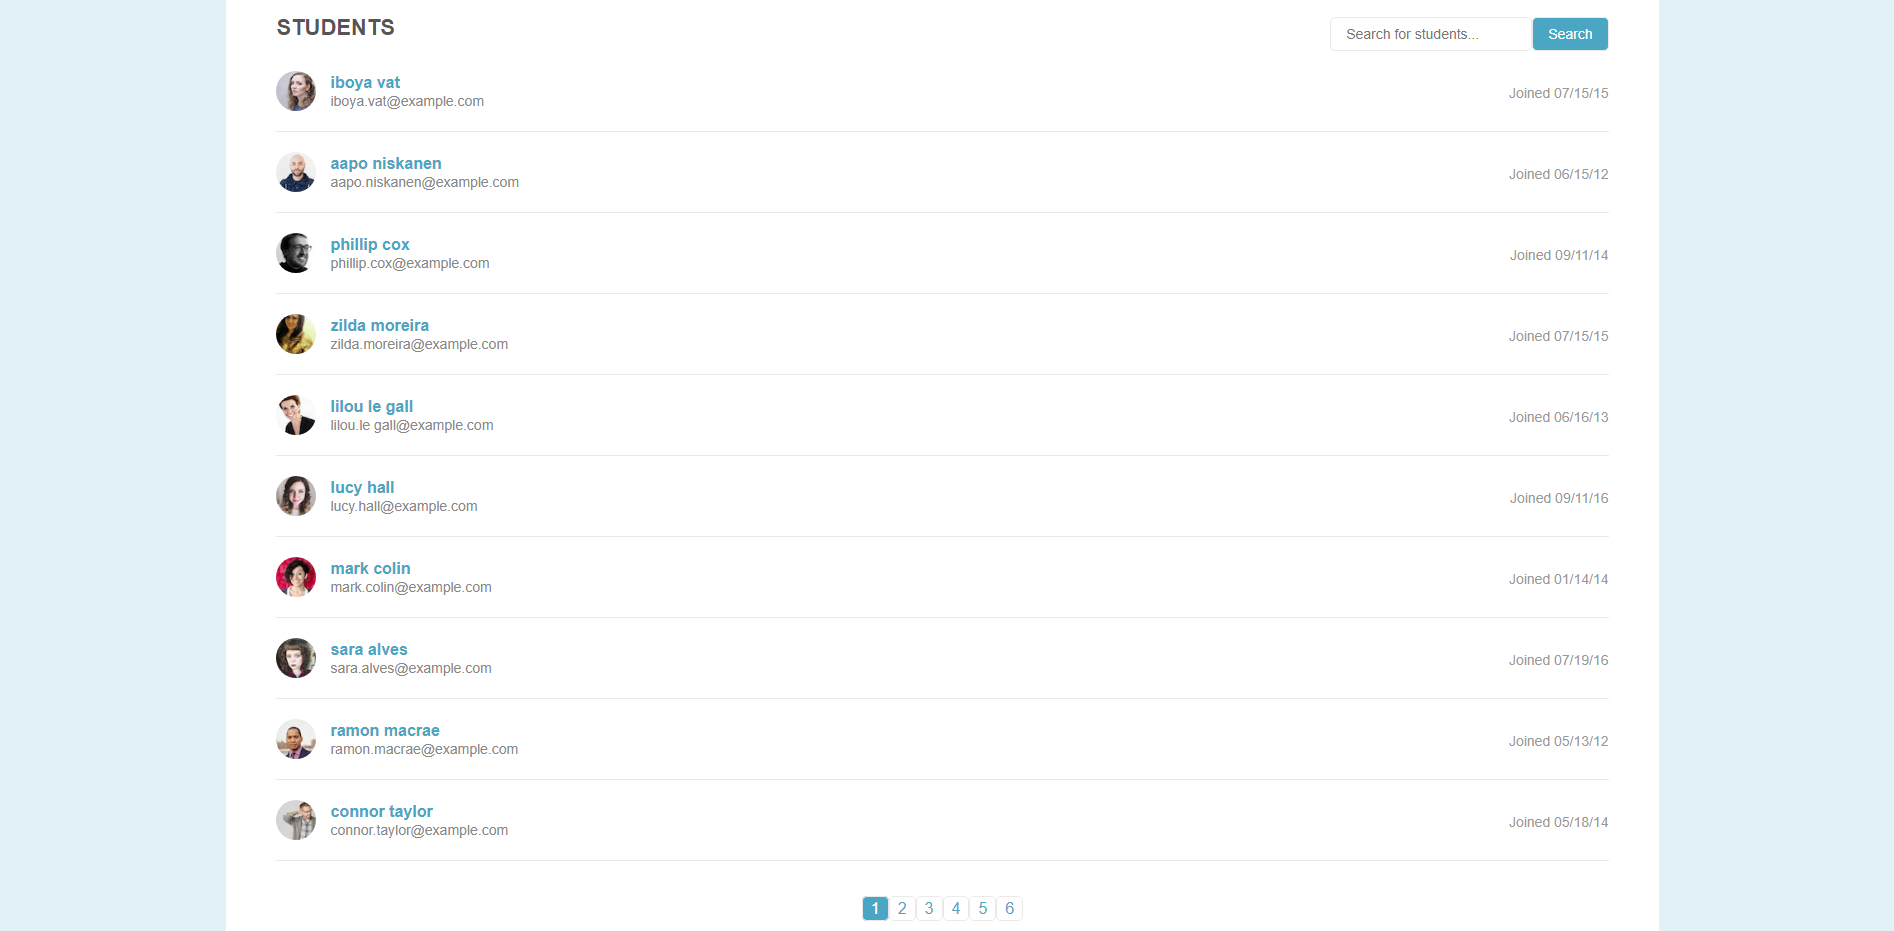 STUDENTS
Search for students...
Search
iboya vat
iboya.vat@example.com
Joined 07/15/15
aapo niskanen
aapo.niskanen@example.com
Joined 06/15/12
phillip cox
phillip.cox@example.com
Joined 09/11/14
zilda moreira
zilda.moreira@example.com
Joined 07/15/15
lilou le gall
lilou.le gall@example.com
Joined 06/16/13
lucy hall
lucy.hall@example.com
Joined 09/11/16
mark colin
mark.colin@example.com
Joined 01/14/14
sara alves
sara.alves@example.com
Joined 07/19/16
ramon macrae
ramon.macrae@example.com
Joined 05/13/12
connor taylor
connor.taylor@example.com
Joined 05/18/14
1 2 3 4 5 6